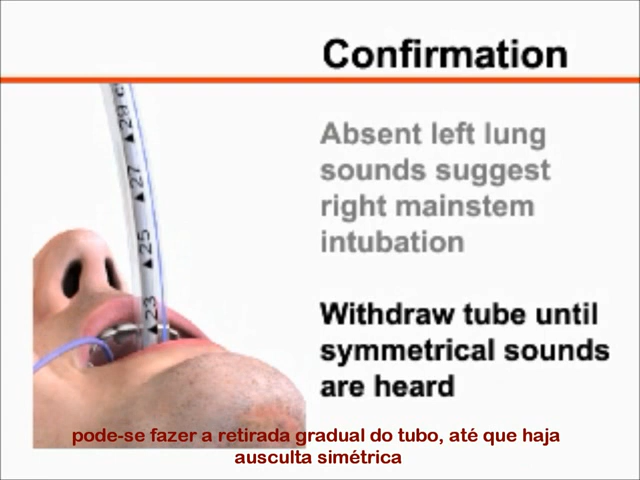 Confirmation
Absent left lung
sounds suggest
right mainstem
intubation
Withdraw tube until
symmetrical sounds
are heard
29
27
25
23
pode-se fazer a retirada gradual do tubo, até que haja
ausculta simétrica